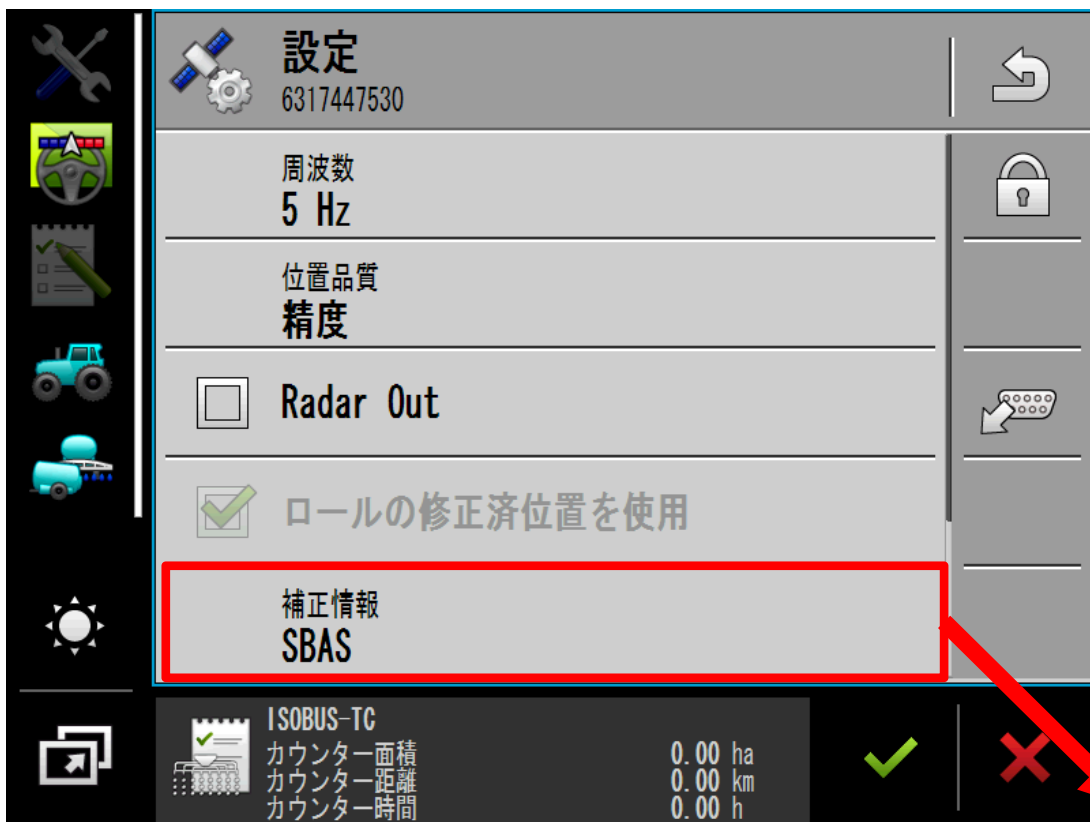 設定
6317447530
周波数
5 Hz
位置品質
精度
Radar Out
ロールの修正済位置を使用
補正情報
SBAS
ISOBUS-TC
カウンター面積 0.00 ha
カウンター距離 0.00 km
カウンター時間 0.00 h